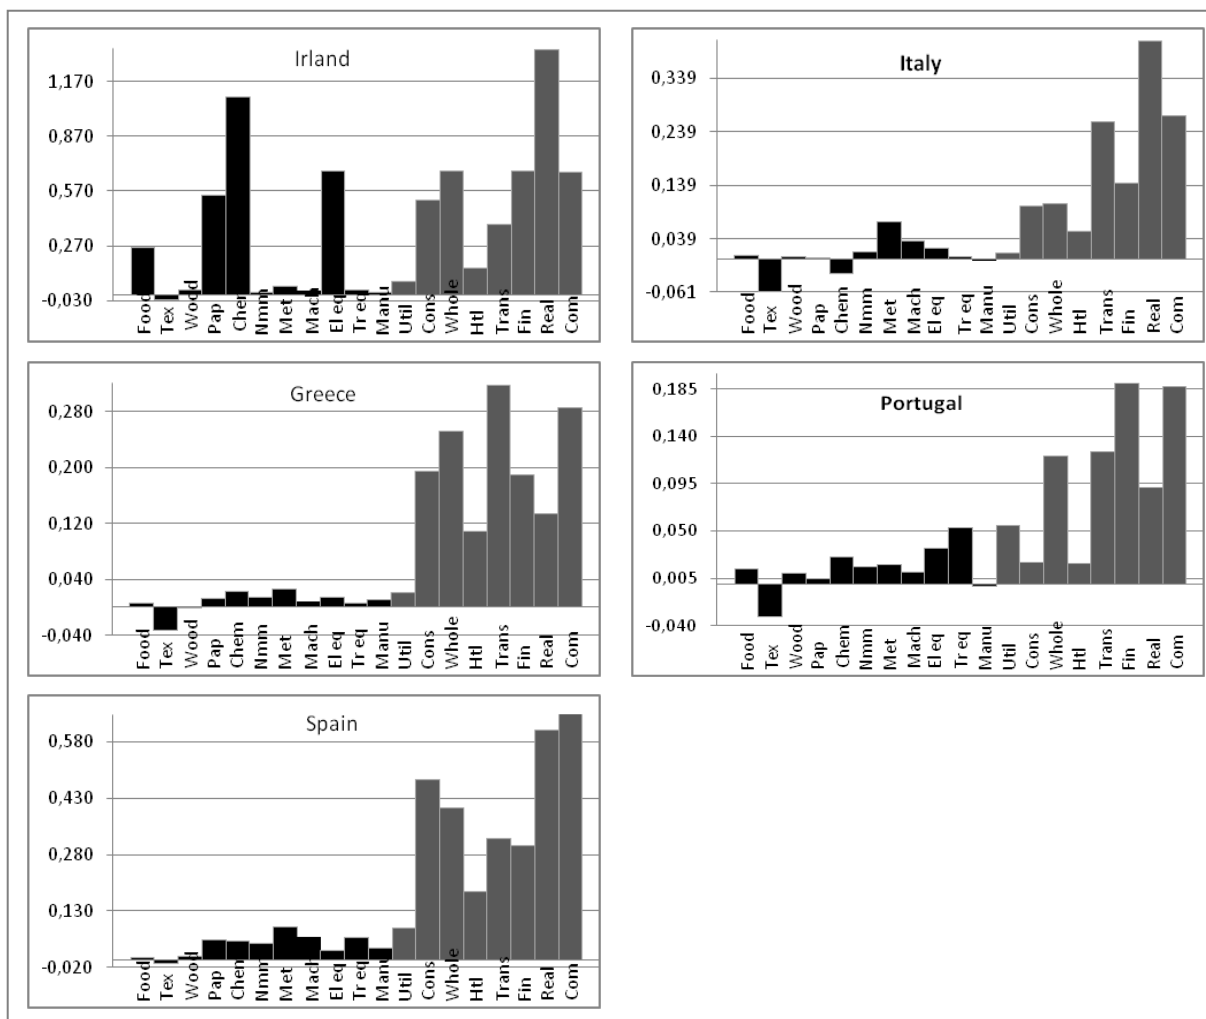 Irland
1,170
0,870
0,570
0,270
-0,030
Food Tex Wood Pap Chem Nmm Met Mach El eq Tr eq Manu Util Cons Whole Htl Trans Fin Real Com
Italy
0,339
0,239
0,139
0,039
-0,061
Food Tex Wood Pap Chem Nmm Met Mach El eq Tr eq Manu Util Cons Whole Htl Trans Fin Real Com
Greece
0,280
0,200
0,120
0,040
-0,040
Food Tex Wood Pap Chem Nmm Met Mach El eq Tr eq Manu Util Cons Whole Htl Trans Fin Real Com
Portugal
0,185
0,140
0,095
0,050
0,005
-0,040
Food Tex Wood Pap Chem Nmm Met Mach El eq Tr eq Manu Util Cons Whole Htl Trans Fin Real Com
Spain
0,580
0,430
0,280
0,130
-0,020
Food Tex Wood Pap Chem Nmm Met Mach El eq Tr eq Manu Util Cons Whole Htl Trans Fin Real Com